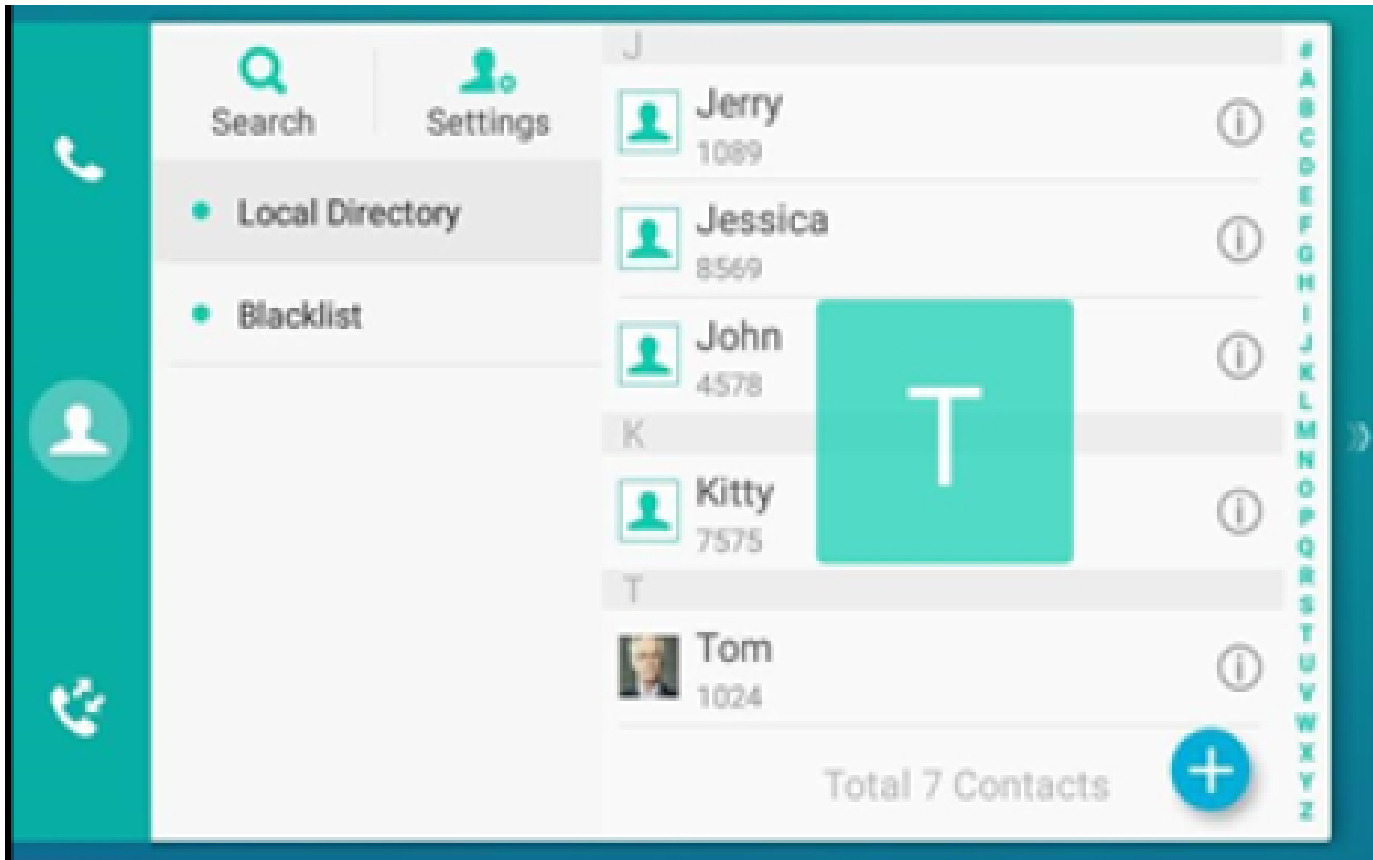 Search
Settings
Local Directory
Blacklist
J
Jerry
1089
Jessica
8569
John
4578
K
Kitty
7575
T
Tom
1024
Total 7 Contacts
T
#
A
B
C
D
E
F
G
H
I
J
K
L
M
N
O
P
Q
R
S
T
U
V
W
X
Y
Z